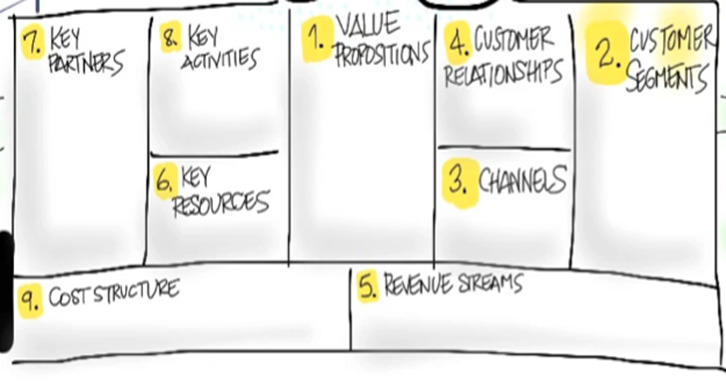 7. KEY
PARTNERS
8. KEY
ACTIVITIES
6. KEY
RESOURCES
1. VALUE
PROPOSITIONS
4. CUSTOMER
RELATIONSHIPS
3. CHANNELS
2. CUSTOMER
SEGMENTS
9. COST STRUCTURE
5. REVENUE STREAMS